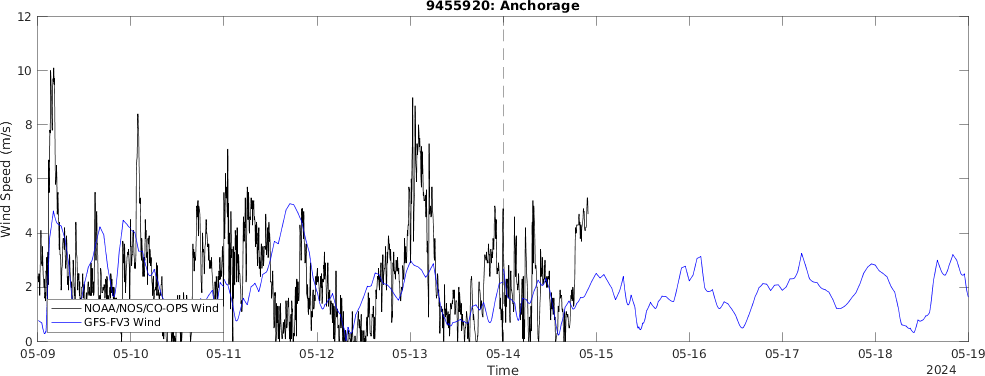 9455920: Anchorage
12
10
8
6
4
2
0
Wind Speed (m/s)
NOAA/NOS/CO-OPS Wind
GFS-FV3 Wind
05-09 05-10 05-11 05-12 05-13 05-14 05-15 05-16 05-17 05-18 05-19
Time
2024